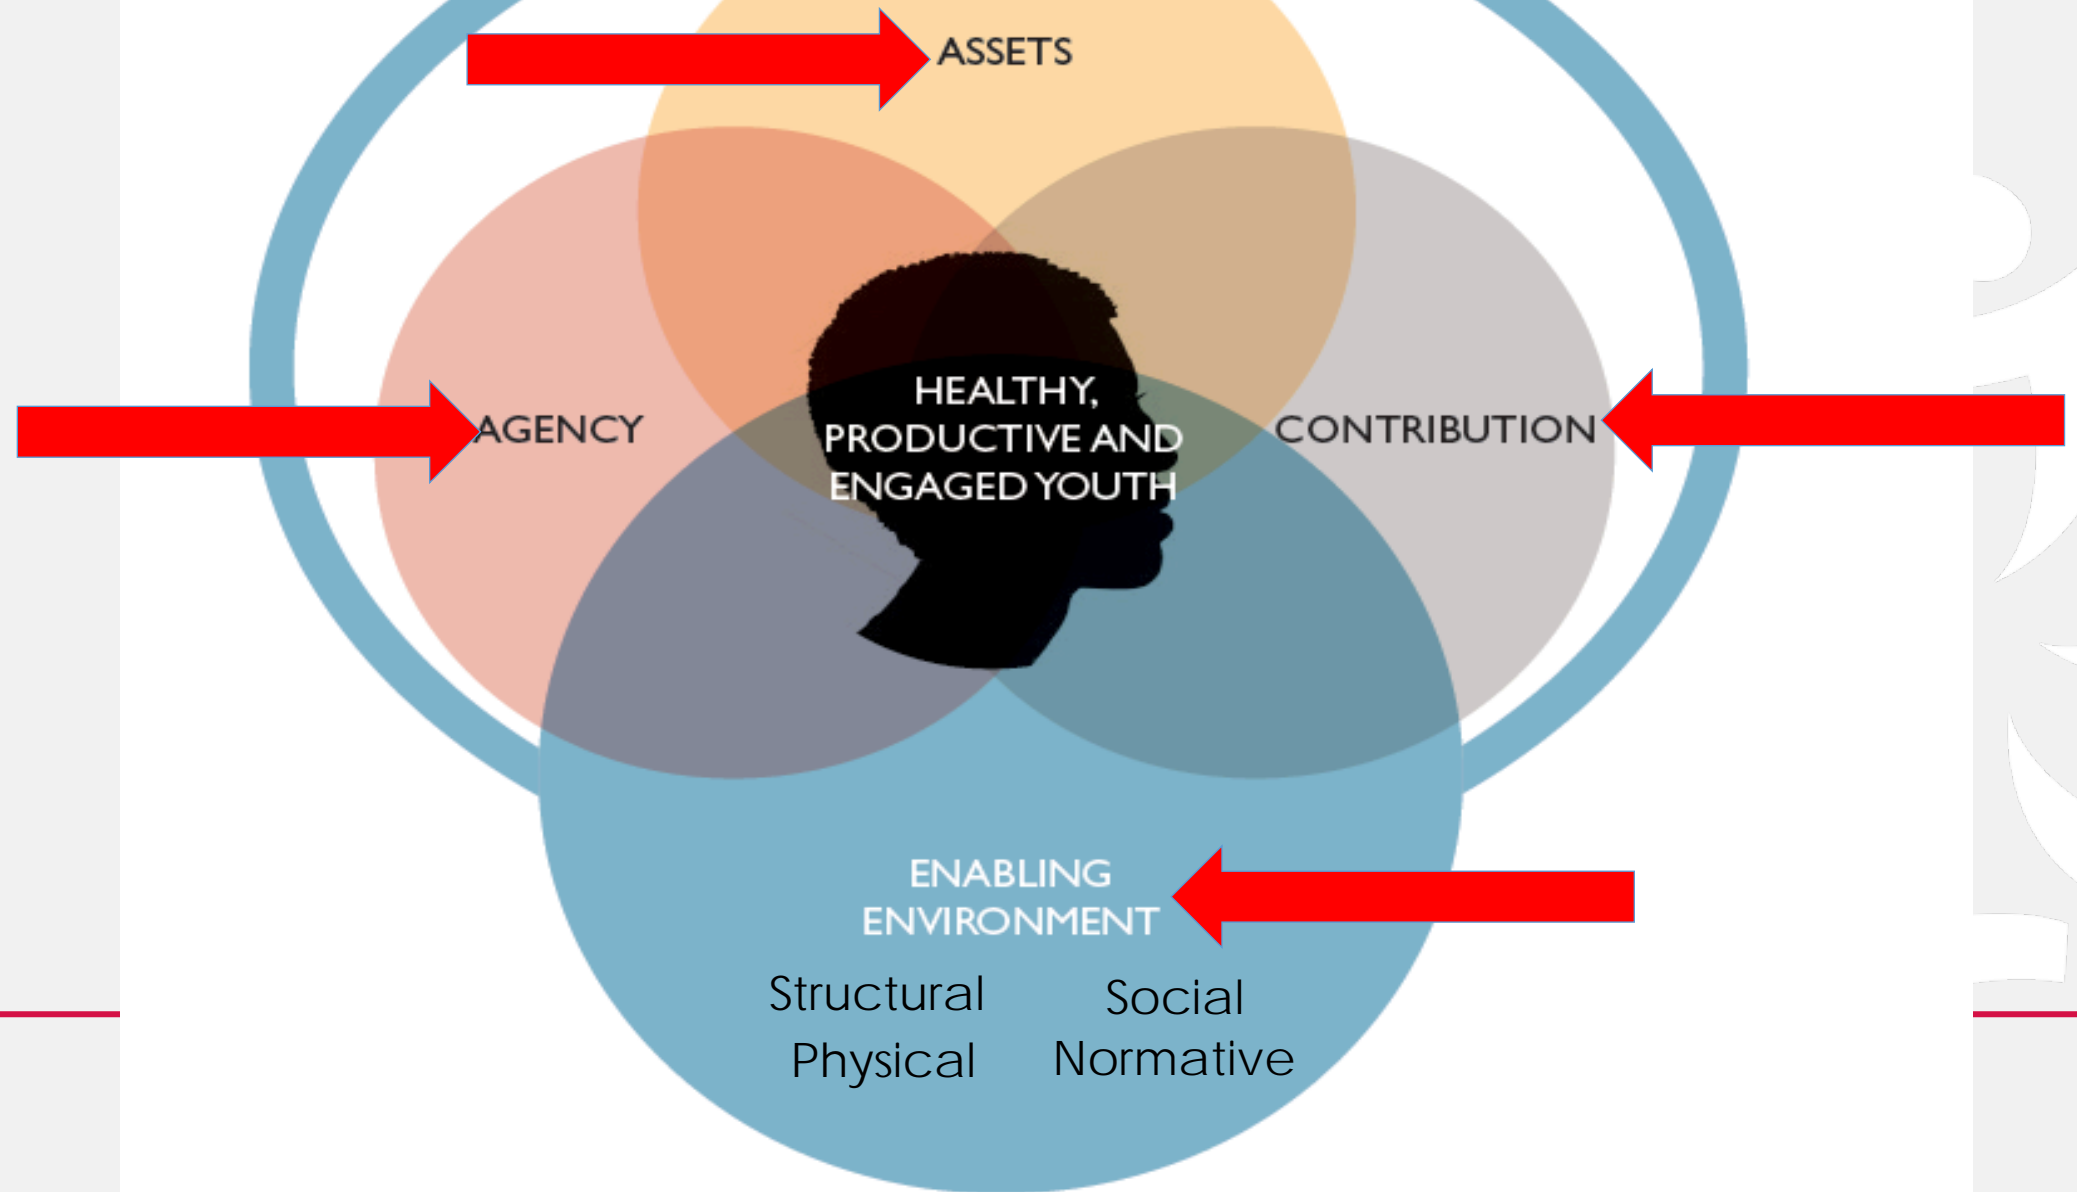 ASSETS
AGENCY
HEALTHY,
PRODUCTIVE AND
ENGAGED YOUTH
CONTRIBUTION
ENABLING
ENVIRONMENT
Structural
Social
Physical
Normative